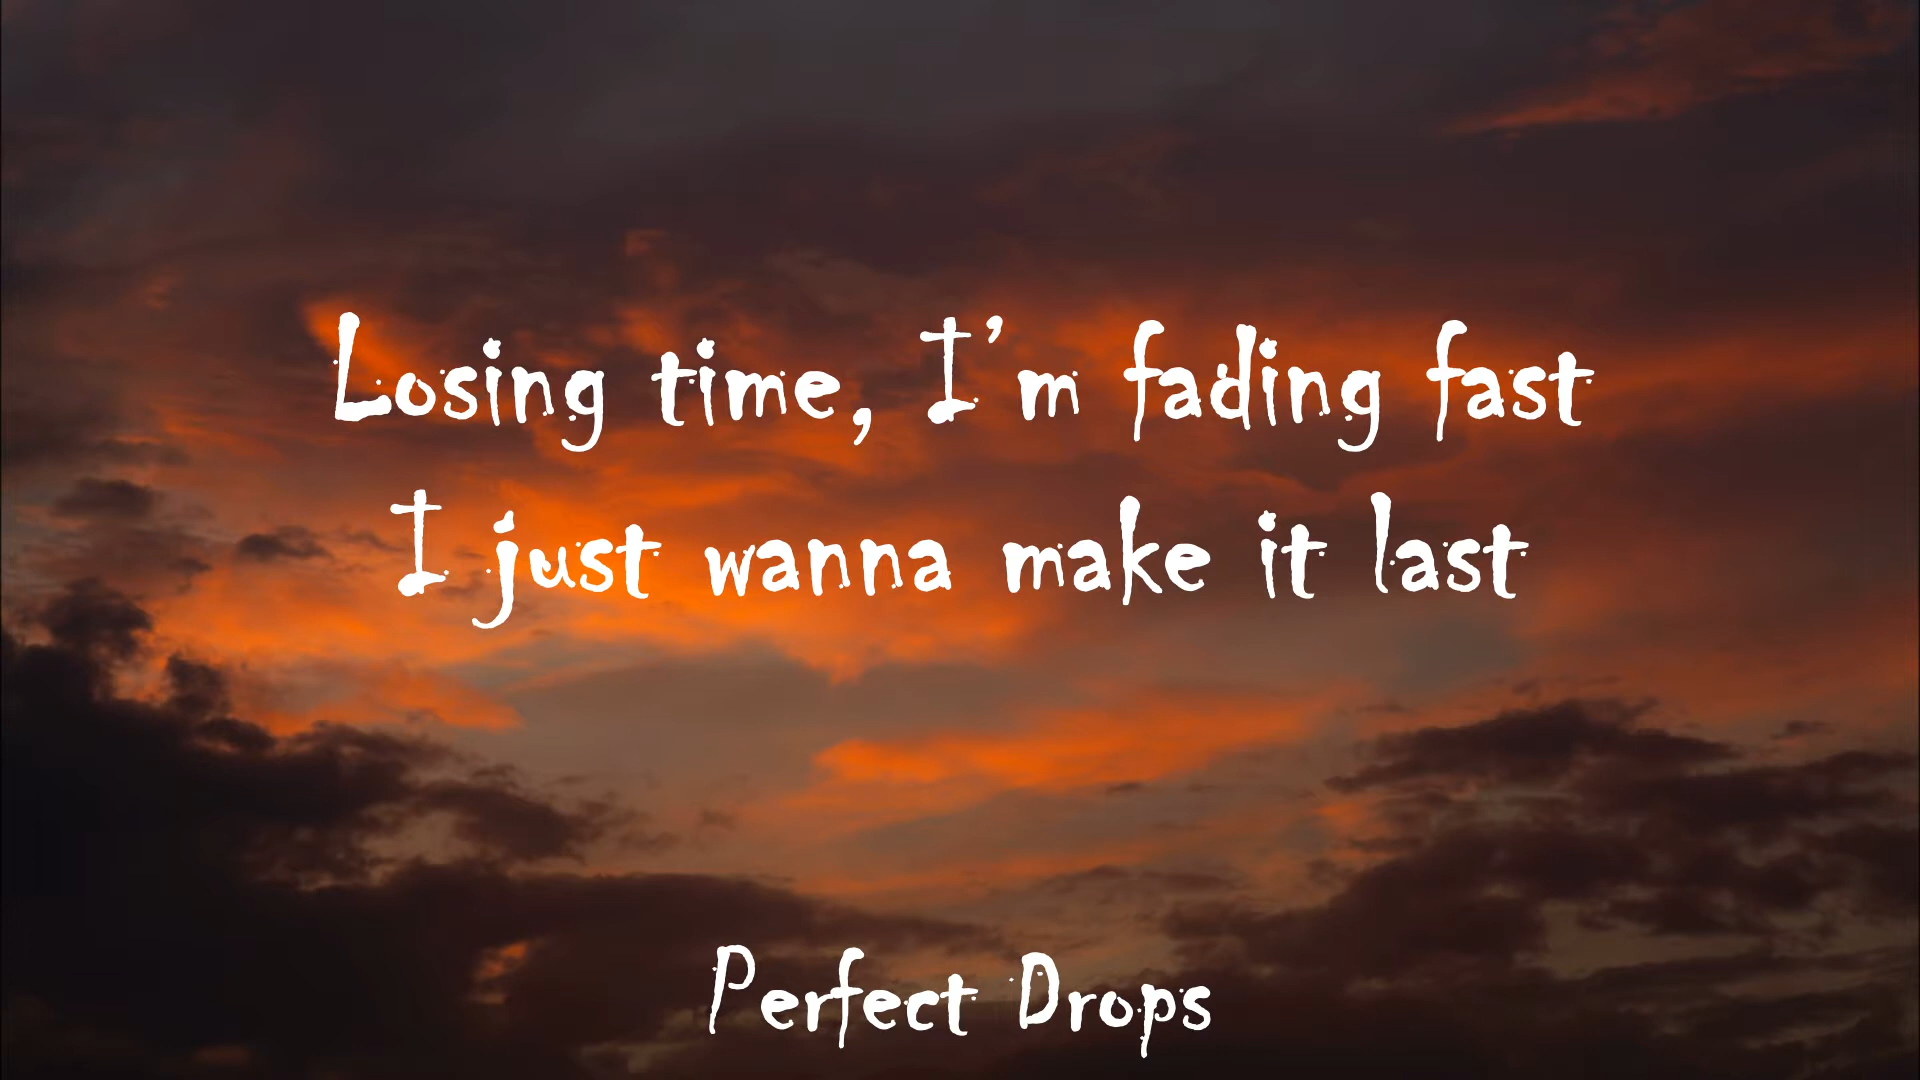 Losing time, I’m fading fast
I just wanna make it last
Perfect Drops